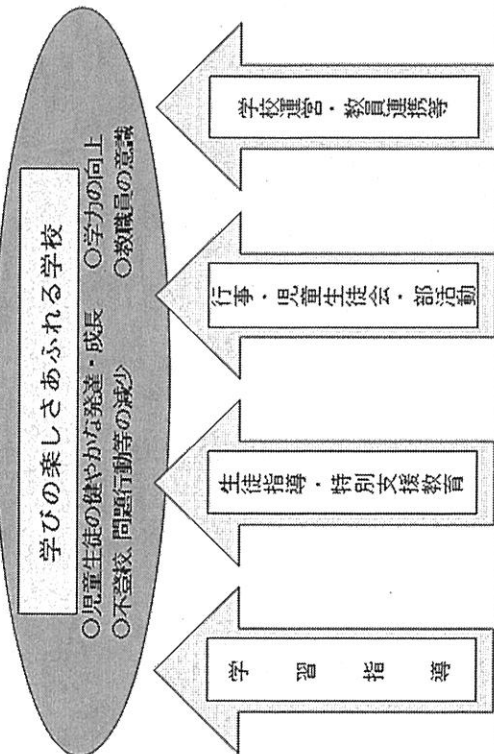 学びの楽しさあふれる学校
○児童生徒の健やかな発達・成長　○学力の向上
○不登校、問題行動等の減少　○教職員の意識
学習指導
生徒指導・特別支援教育
行事・児童生徒会・部活動
学校運営・教員連携等